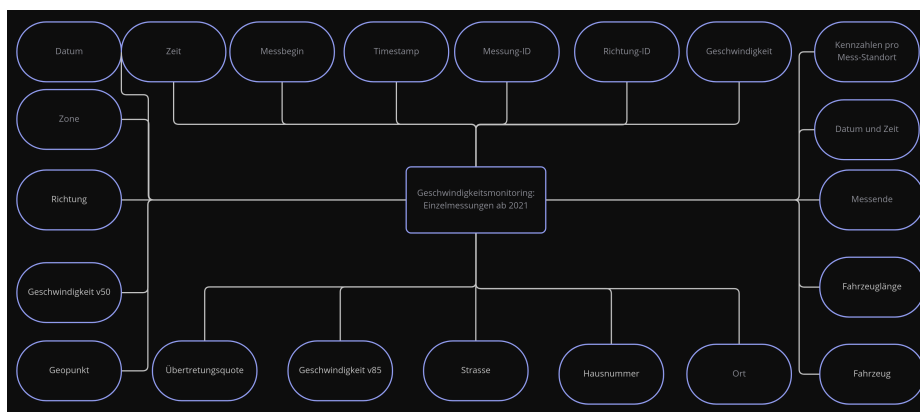 Datum
Zeit
Messbegin
Timestamp
Messung-ID
Richtung-ID
Geschwindigkeit
Kennzahlen pro
Mess-Standort
Zone
Datum und Zeit
Geschwindigkeitsmonitoring:
Einzelmessungen ab 2021
Richtung
Messende
Geschwindigkeit v50
Fahrzeuglänge
Geopunkt
Übertretungsquote
Geschwindigkeit v85
Strasse
Hausnummer
Ort
Fahrzeug